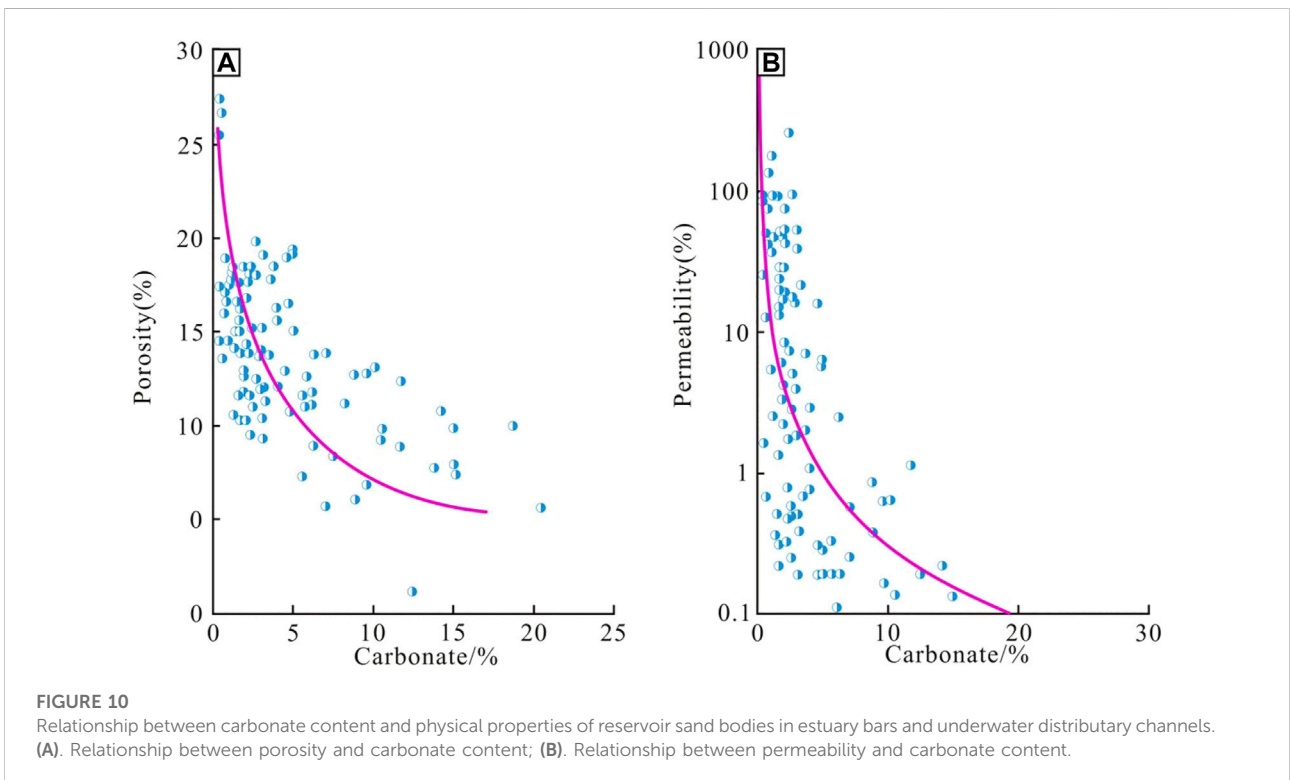 A
30
25
20
15
10
0
0
Porosity(%)
0 5 10 15 20 25
Carbonate/%
B
1000
100
10
1
0.1
Permeability(%)
0 10 20 30
Carbonate/%
FIGURE 10
Relationship between carbonate content and physical properties of reservoir sand bodies in estuary bars and underwater distributary channels.
(A). Relationship between porosity and carbonate content; (B). Relationship between permeability and carbonate content.